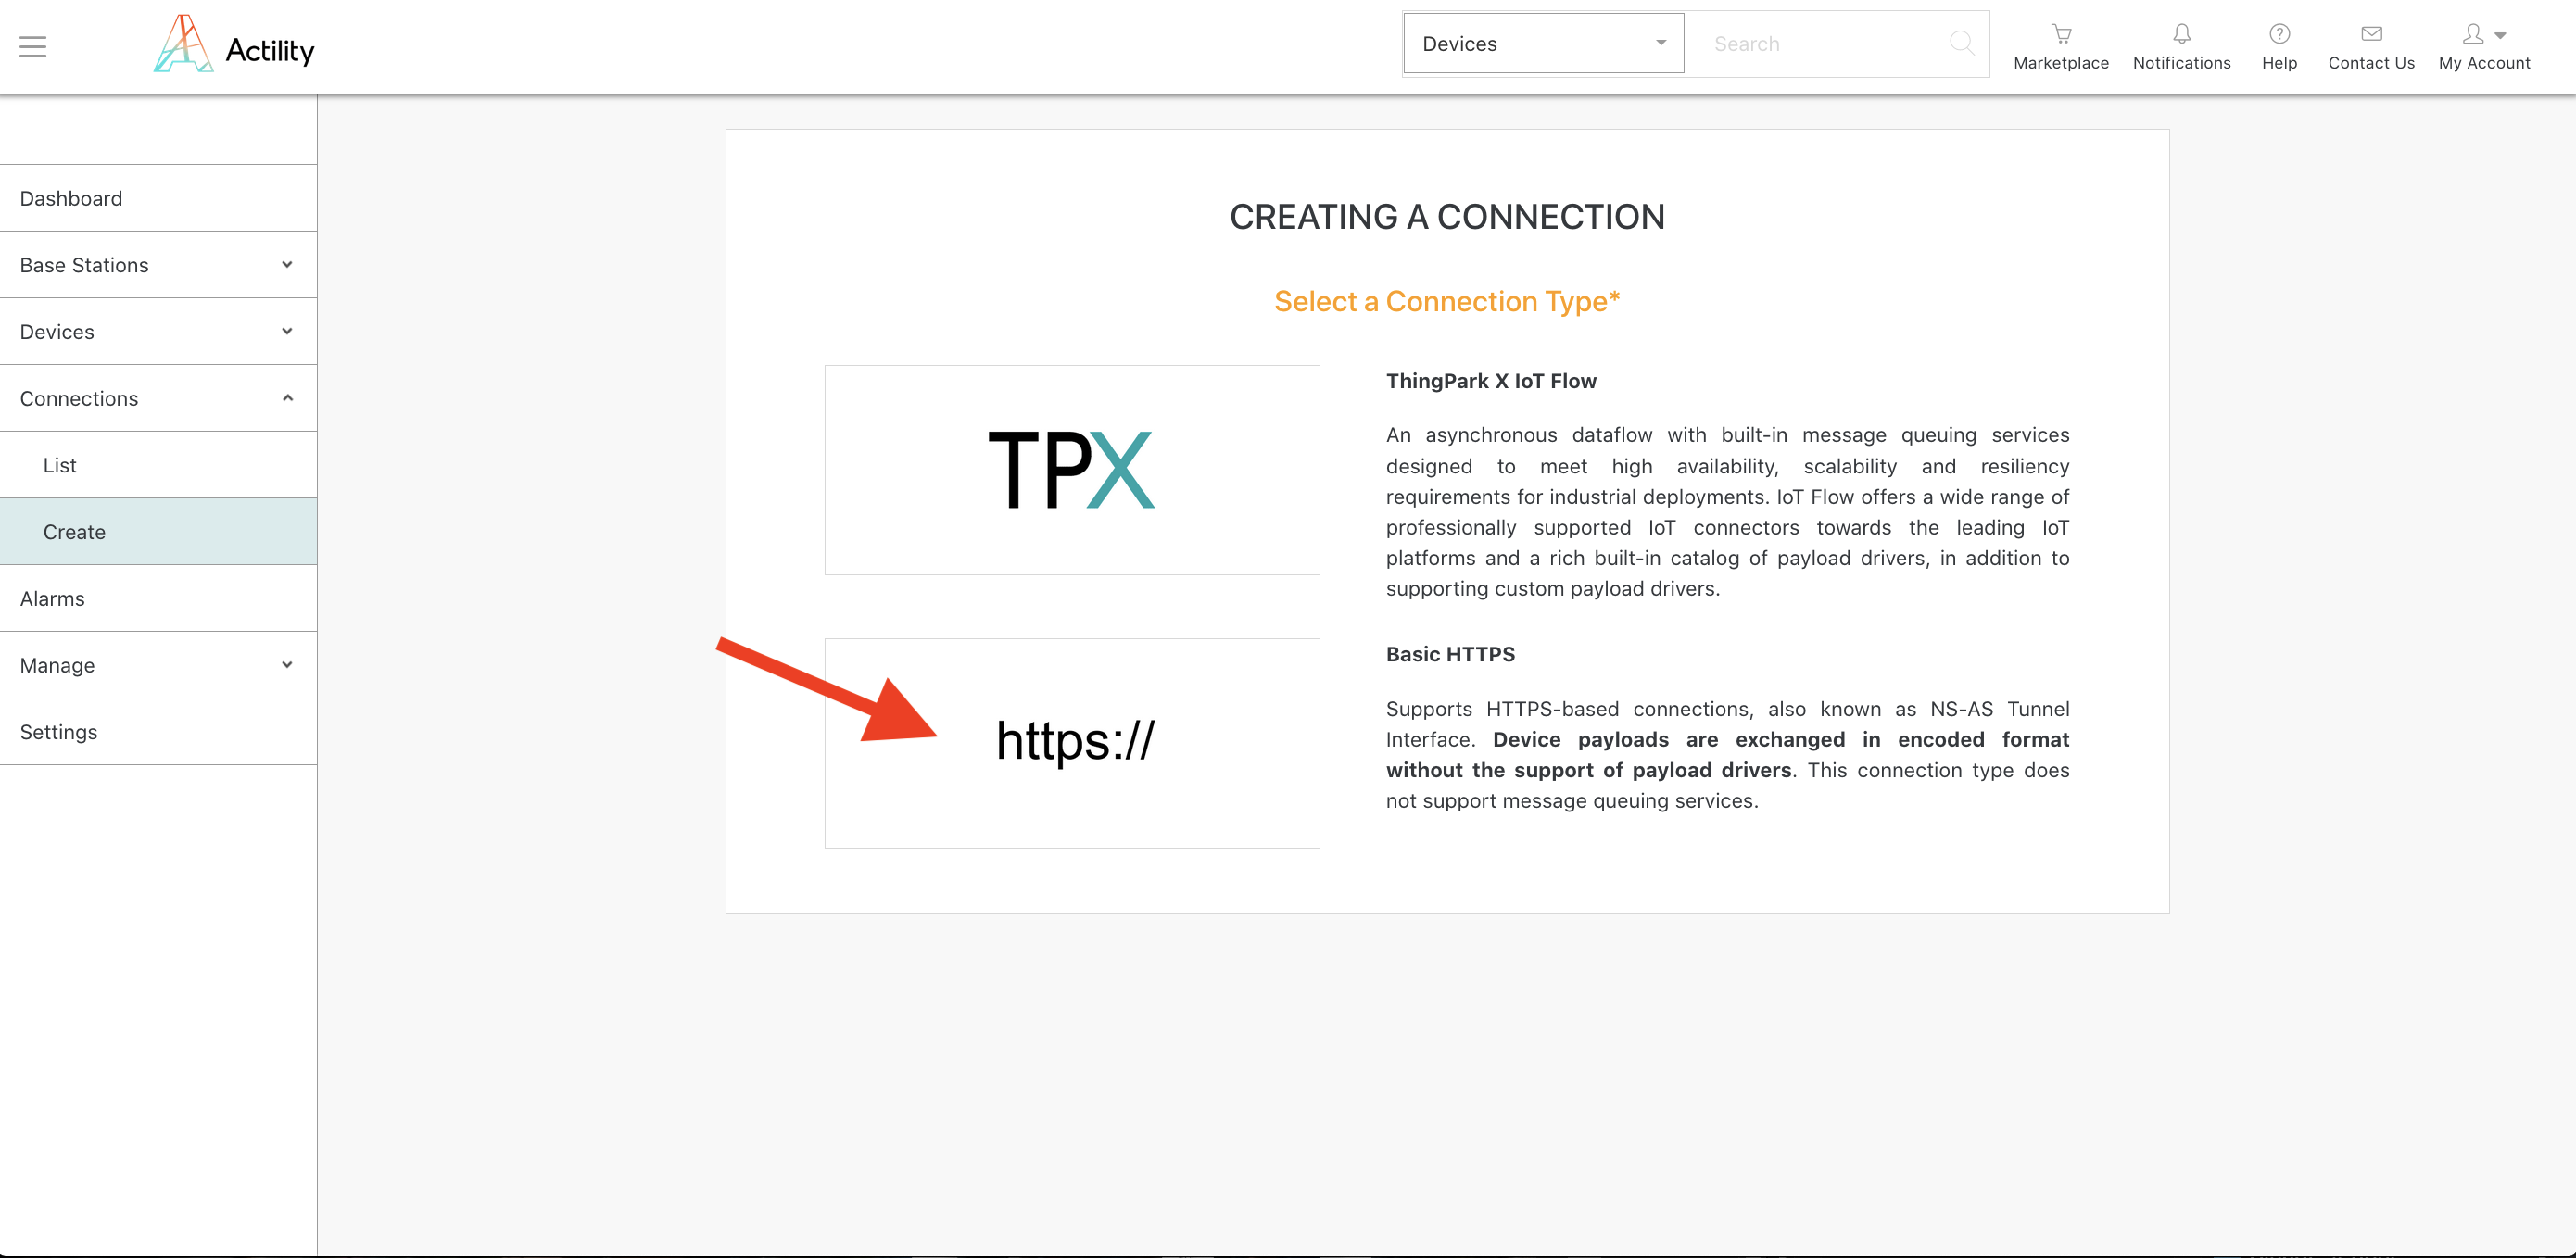 Actility
Devices
Search
Marketplace
Notifications
Help
Contact Us
My Account
Dashboard
Base Stations
Devices
Connections
List
Create
Alarms
Manage
Settings
CREATING A CONNECTION
Select a Connection Type*
TPX
ThingPark X IoT Flow
An asynchronous dataflow with built-in message queuing services
designed to meet high availability, scalability and resiliency
requirements for industrial deployments. IoT Flow offers a wide range of
professionally supported IoT connectors towards the leading IoT
platforms and a rich built-in catalog of payload drivers, in addition to
supporting custom payload drivers.
https://
Basic HTTPS
Supports HTTPS-based connections, also known as NS-AS Tunnel
Interface. Device payloads are exchanged in encoded format
without the support of payload drivers. This connection type does
not support message queuing services.